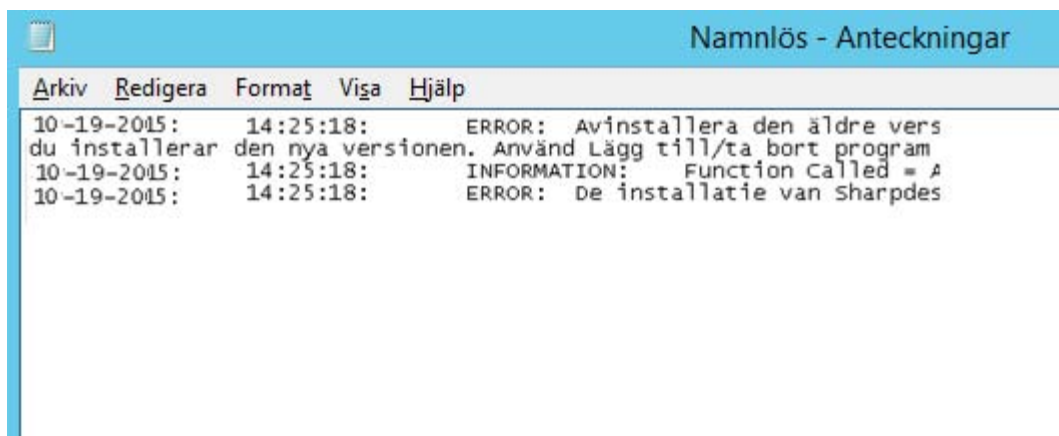 Namnlös - Anteckningar
Arkiv Redigera Format Visa Hjälp
10-19-2015: 14:25:18: ERROR: Avinstallera den äldre vers
du installerar den nya versionen. Använd Lägg till/ta bort program
10-19-2015: 14:25:18: INFORMATION: Function Called = A
10-19-2015: 14:25:18: ERROR: De installatie van Sharpdes